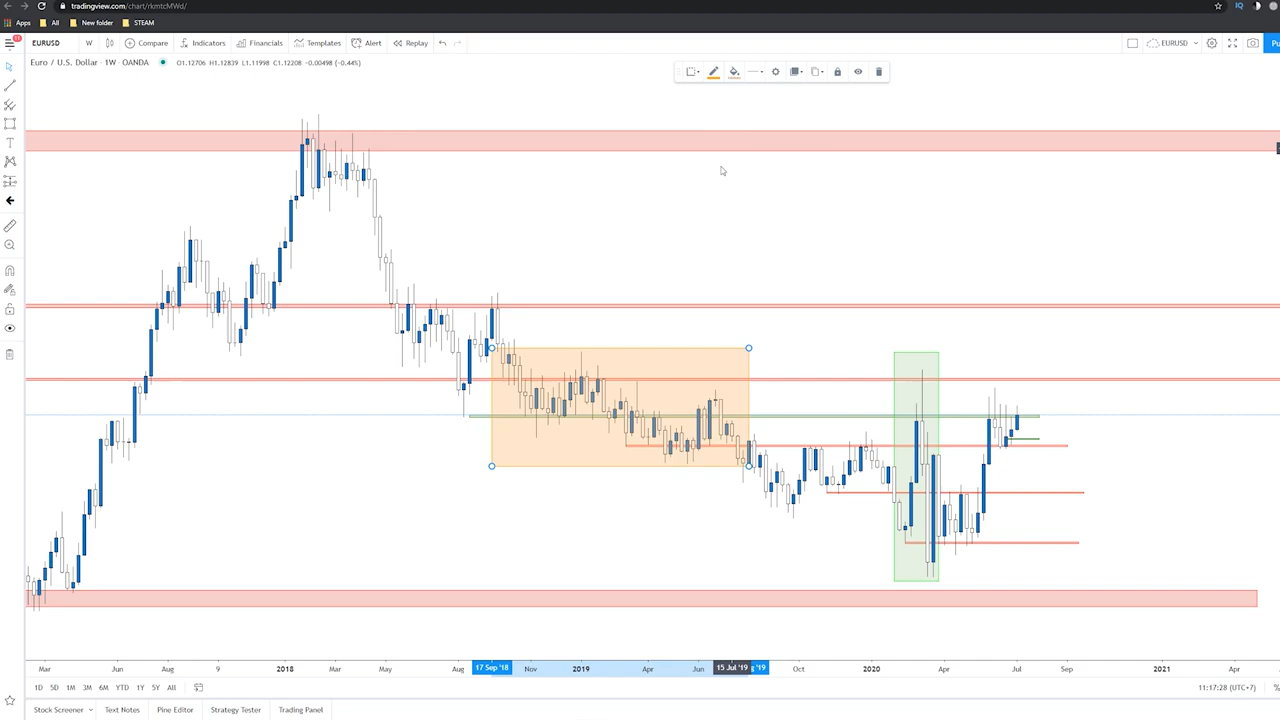 tradingview.com/chart/rkmtcMWd/
Apps All New folder STEAM
11 EURUSD W Compare Indicators Financials Templates Alert Replay EURUSD
Euro / U.S. Dollar · 1W · OANDA O1.12706 H1.12839 L1.11998 C1.12208 -0.00498 (-0.44%)
Mar Jun Aug 9 2018 Mar May Aug 17 Sep '18 Nov 2019 Apr Jun 15 Jul '19 Oct 2020 Apr Jul Sep 2021 Apr
1D 5D 1M 3M 6M YTD 1Y 5Y All 11:17:28 (UTC+7) %
Stock Screener Text Notes Pine Editor Strategy Tester Trading Panel